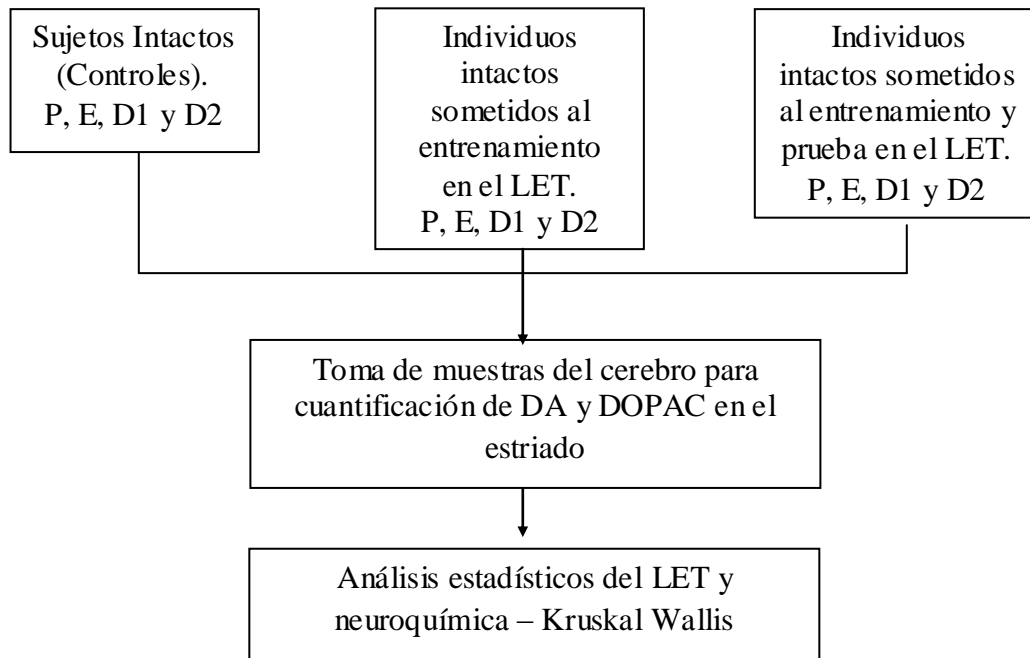 Sujetos Intactos
(Controles).
P, E, D1 y D2
Individuos
intactos
sometidos al
entrenamiento
en el LET.
P, E, D1 y D2
Individuos
intactos sometidos
al entrenamiento y
prueba en el LET.
P, E, D1 y D2
Toma de muestras del cerebro para
cuantificación de DA y DOPAC en el
estriado
Análisis estadísticos del LET y
neuroquímica – Kruskal Wallis